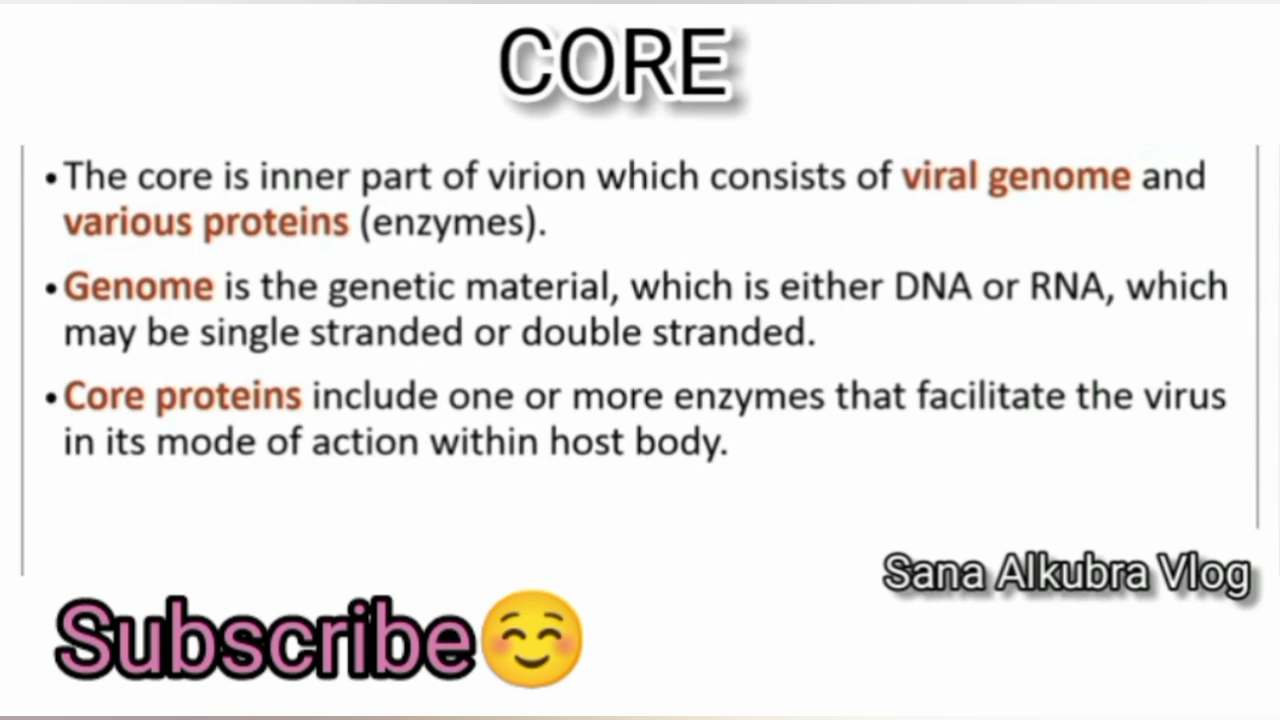 CORE
• The core is inner part of virion which consists of viral genome and
various proteins (enzymes).
• Genome is the genetic material, which is either DNA or RNA, which
may be single stranded or double stranded.
• Core proteins include one or more enzymes that facilitate the virus
in its mode of action within host body.
Sana Alkubra Vlog
Subscribe😊